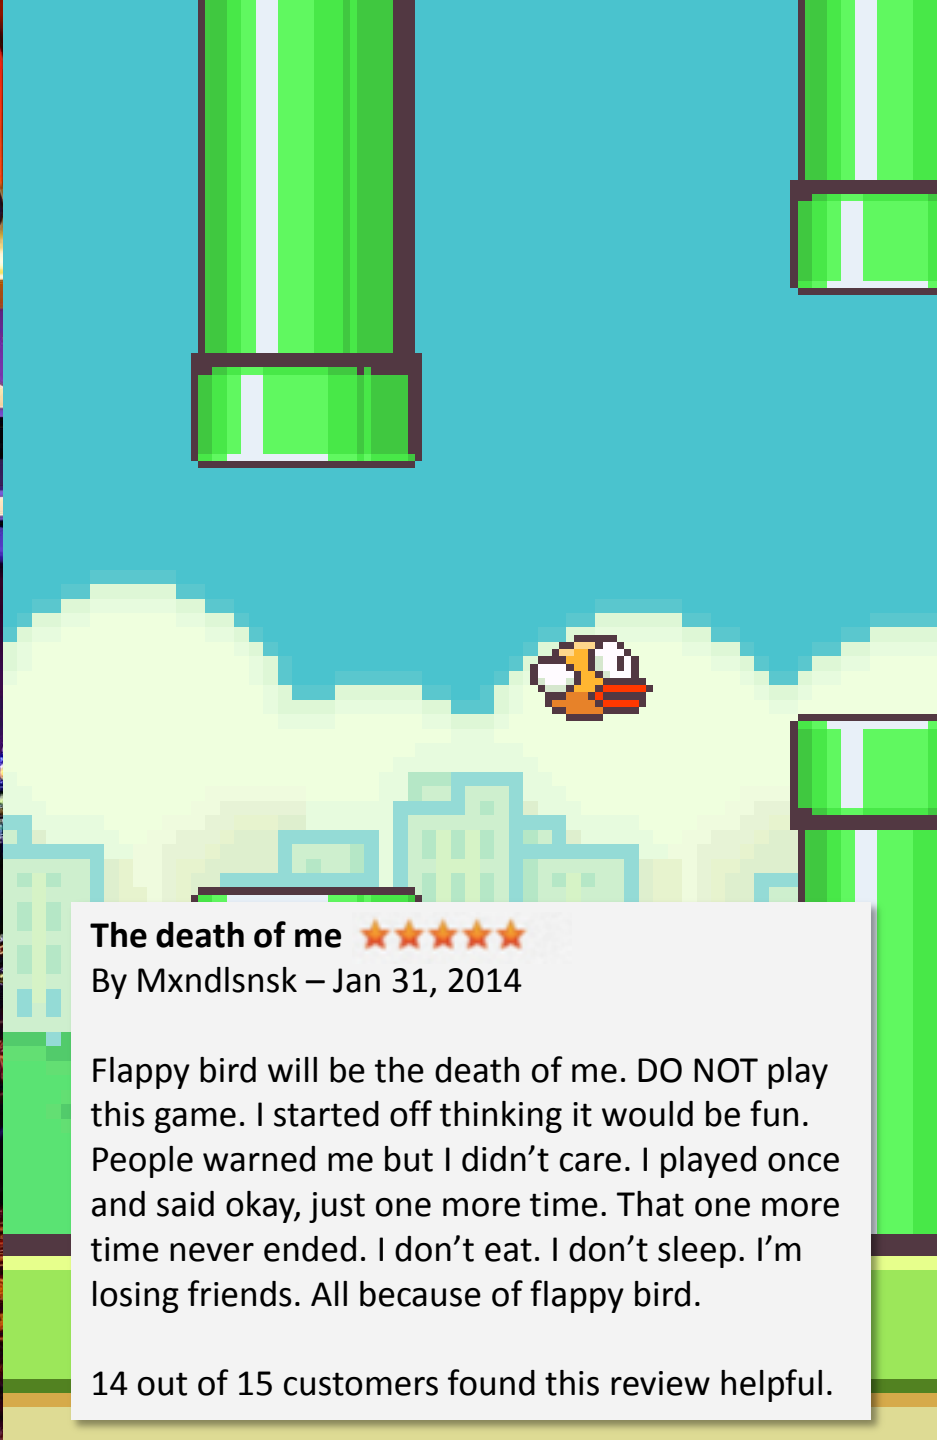 The death of me
By Mxndlsnsk – Jan 31, 2014
Flappy bird will be the death of me. DO NOT play
this game. I started off thinking it would be fun.
People warned me but I didn’t care. I played once
and said okay, just one more time. That one more
time never ended. I don’t eat. I don’t sleep. I’m
losing friends. All because of flappy bird.
14 out of 15 customers found this review helpful.